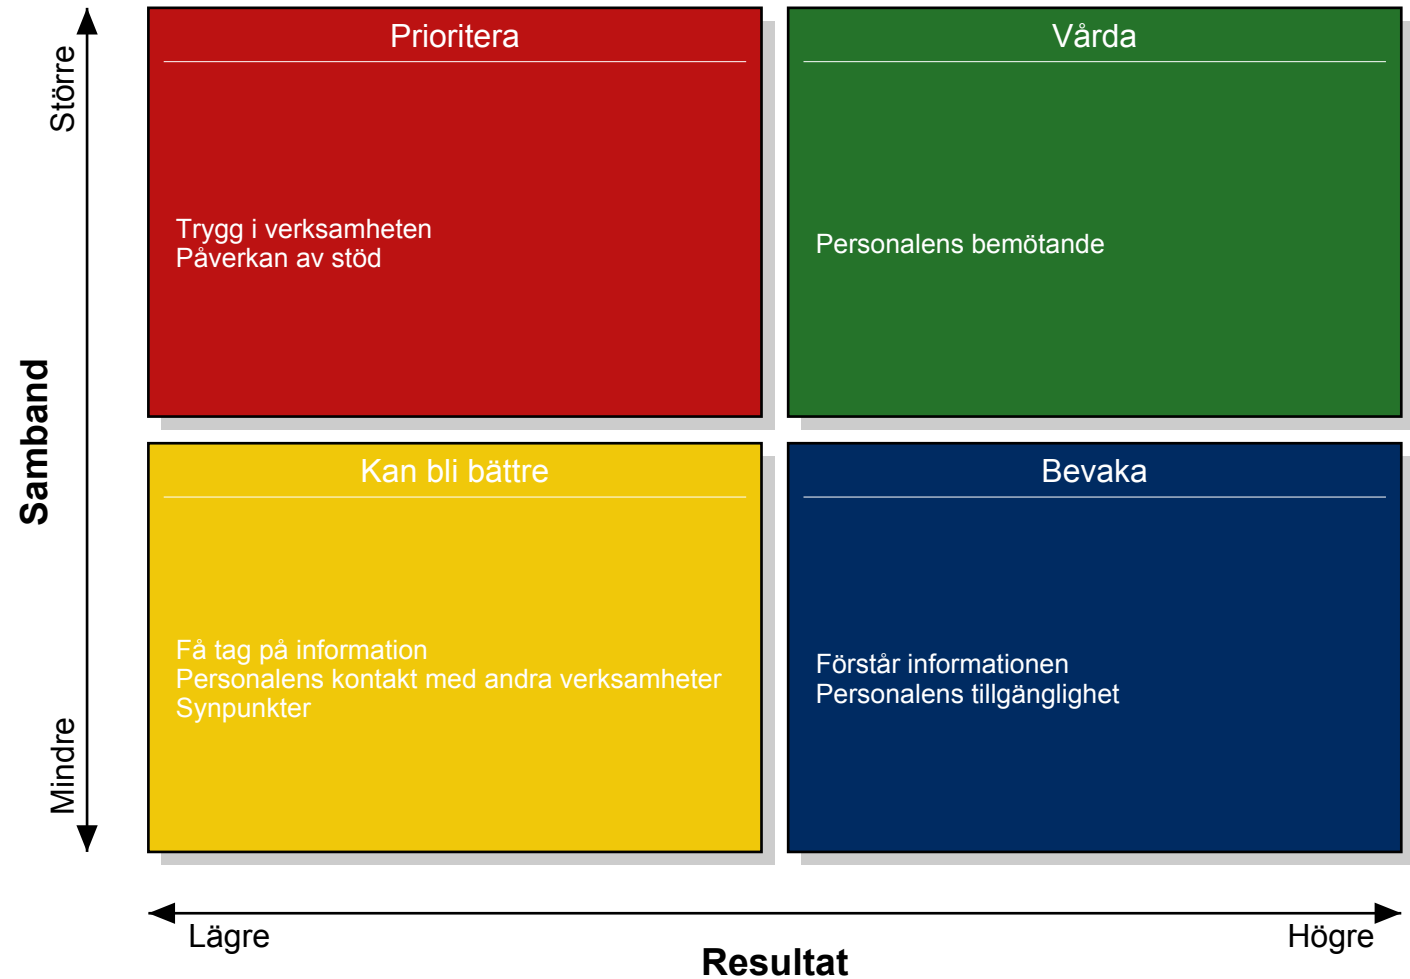 Större
Prioritera
Trygg i verksamheten
Påverkan av stöd
Vårda
Personalens bemötande
Samband
Kan bli bättre
Få tag på information
Personalens kontakt med andra verksamheter
Synpunkter
Bevaka
Förstår informationen
Personalens tillgänglighet
Mindre
Lägre
Högre
Resultat